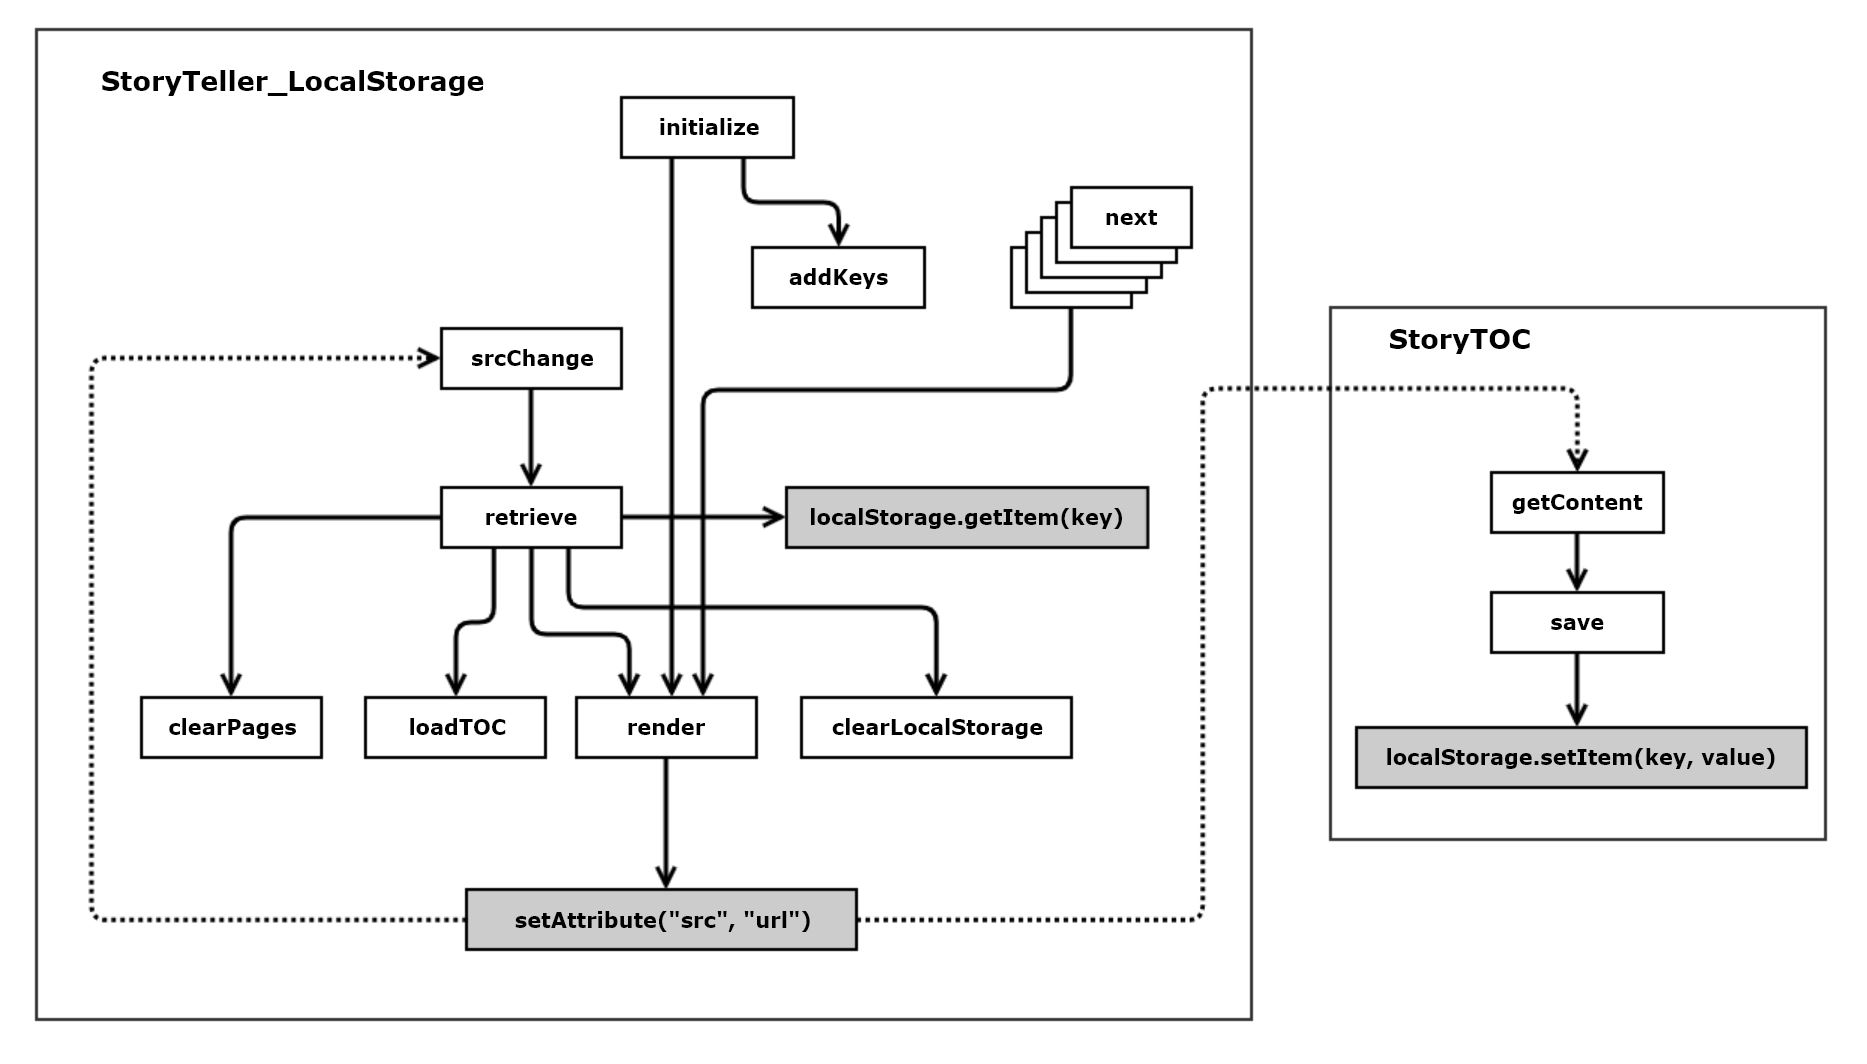 StoryTeller_LocalStorage
initialize
next
addKeys
srcChange
StoryTOC
retrieve
localStorage.getItem(key)
getContent
save
clearPages
loadTOC
render
clearLocalStorage
localStorage.setItem(key, value)
setAttribute("src", "url")